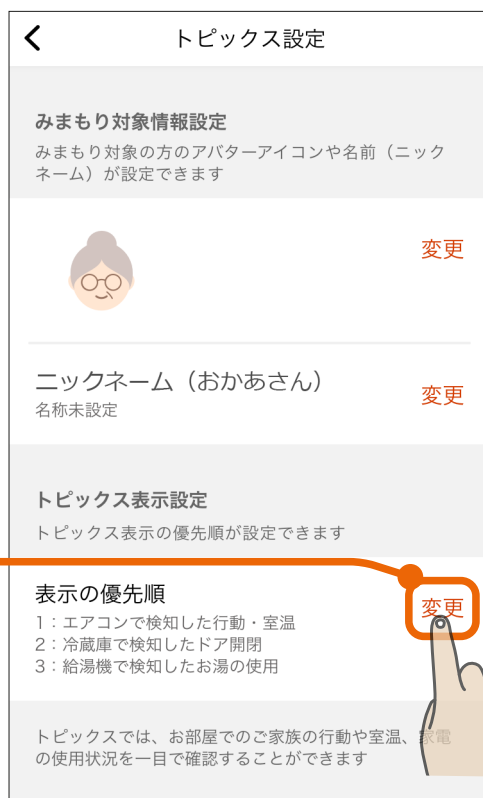 トピックス設定
みまもり対象情報設定
みまもり対象の方のアバターアイコンや名前（ニック
ネーム）が設定できます
変更
ニックネーム（おかあさん）
名称未設定
変更
トピックス表示設定
トピックス表示の優先順が設定できます
表示の優先順
1：エアコンで検知した行動・室温
2：冷蔵庫で検知したドア開閉
3：給湯機で検知したお湯の使用
変更
トピックスでは、お部屋でのご家族の行動や室温、家電
の使用状況を一目で確認することができます